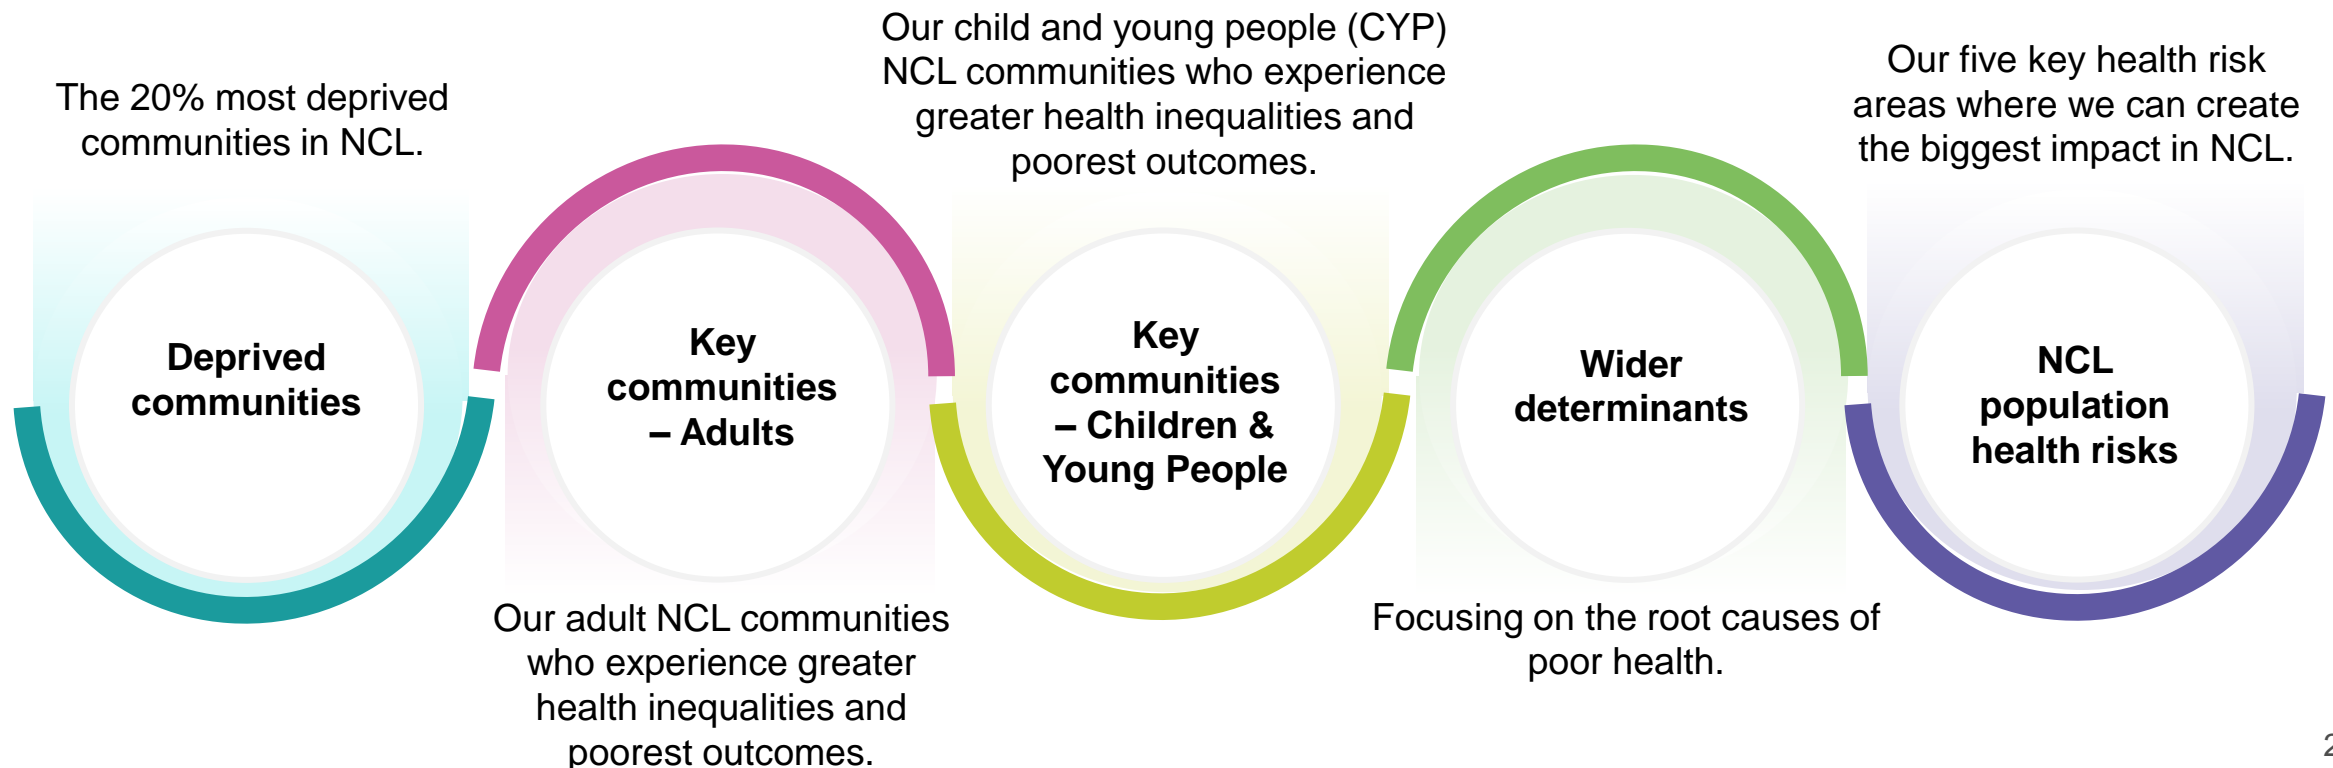 The 20% most deprived
communities in NCL.
Deprived
communities
Key
communities
– Adults
Our adult NCL communities
who experience greater
health inequalities and
poorest outcomes.
Our child and young people (CYP)
NCL communities who experience
greater health inequalities and
poorest outcomes.
Key
communities
– Children &
Young People
Wider
determinants
Focusing on the root causes of
poor health.
Our five key health risk
areas where we can create
the biggest impact in NCL.
NCL
population
health risks